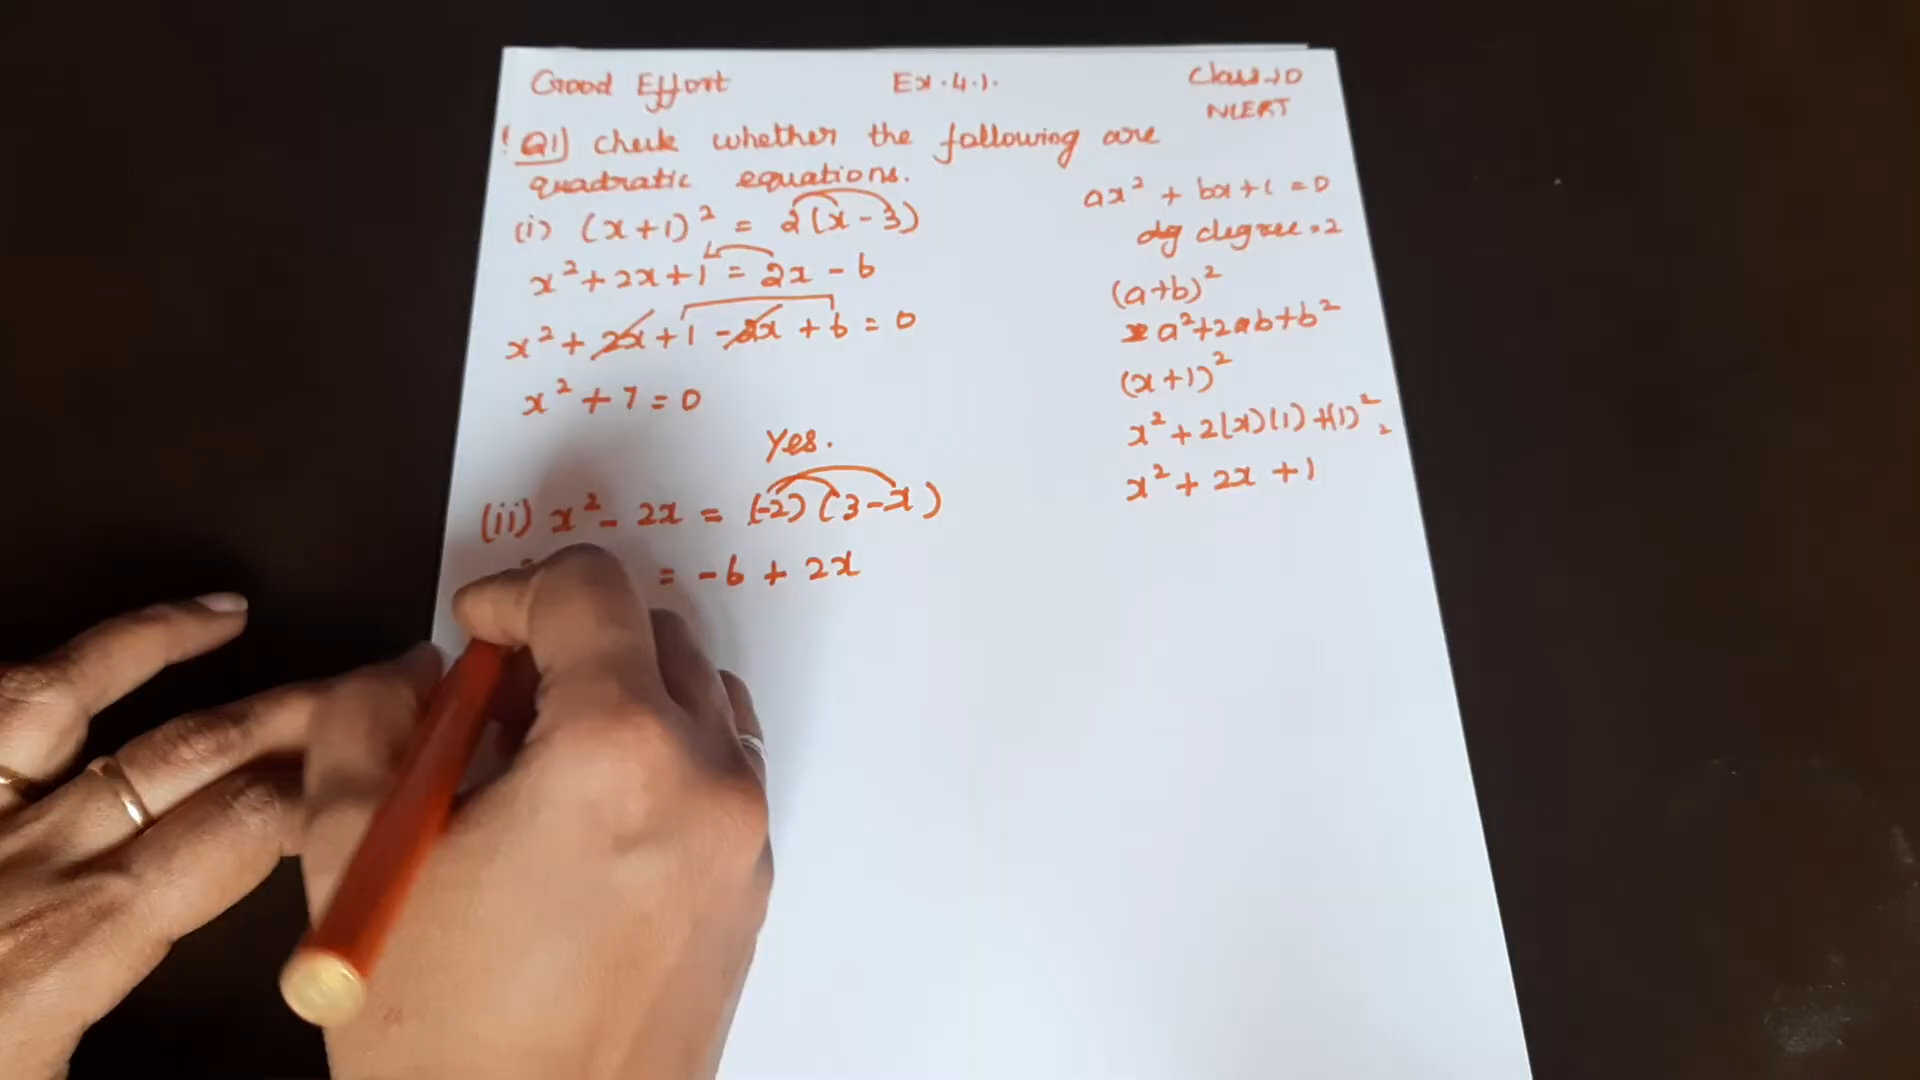 Good Effort Ex. 4.1. Class 10
NCERT
! Q1) Check whether the following are
quadratic equations.
(i) (x+1)² = 2(x-3)
x²+2x+1 = 2x - 6
x² + 2x + 1 - 2x + 6 = 0
x² + 7 = 0
Yes.
(ii) x² - 2x = (-2)(3-x)
= -6 + 2x
ax² + bx + c = 0
dg degree = 2
(a+b)²
a²+2ab+b²
(x+1)²
x²+2(x)(1)+(1)²
x² + 2x + 1